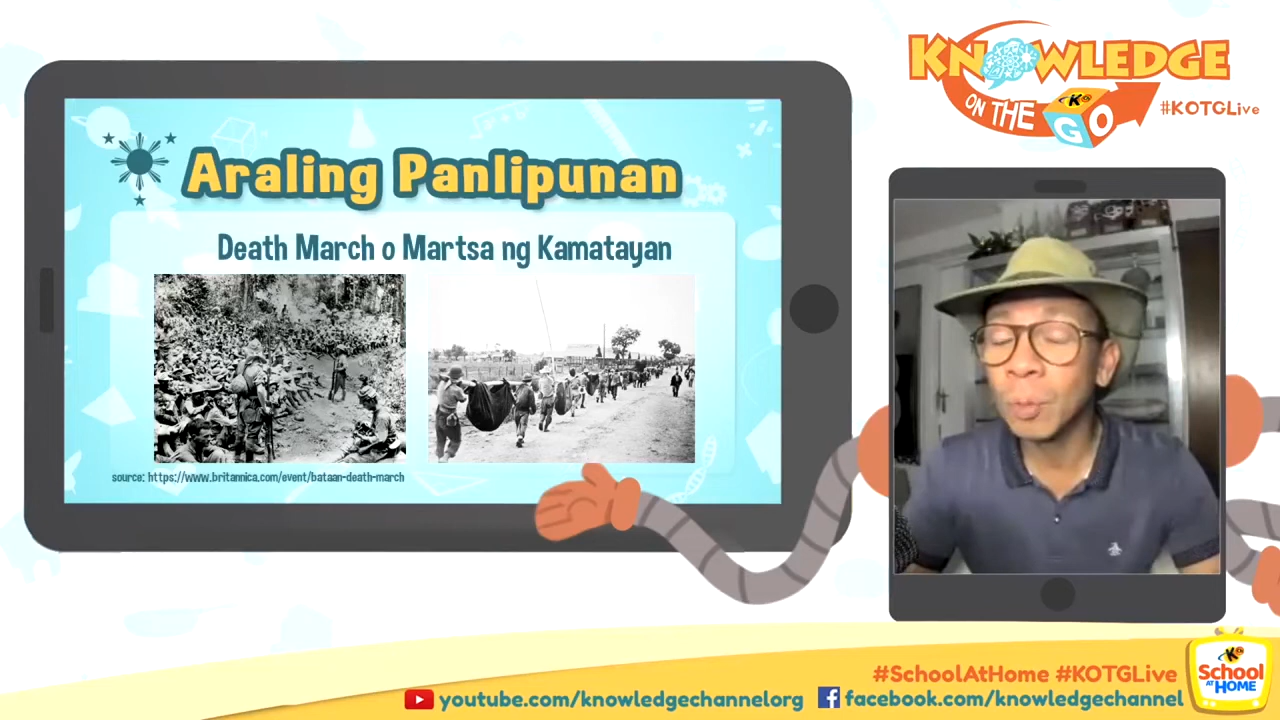 KNOWLEDGE
ON THE GO
#KOTGLive
Araling Panlipunan
Death March o Martsa ng Kamatayan
source: https://www.britannica.com/event/bataan-death-march
#SchoolAtHome #KOTGLive
youtube.com/knowledgechannelorg
facebook.com/knowledgechannel
School
AT HOME